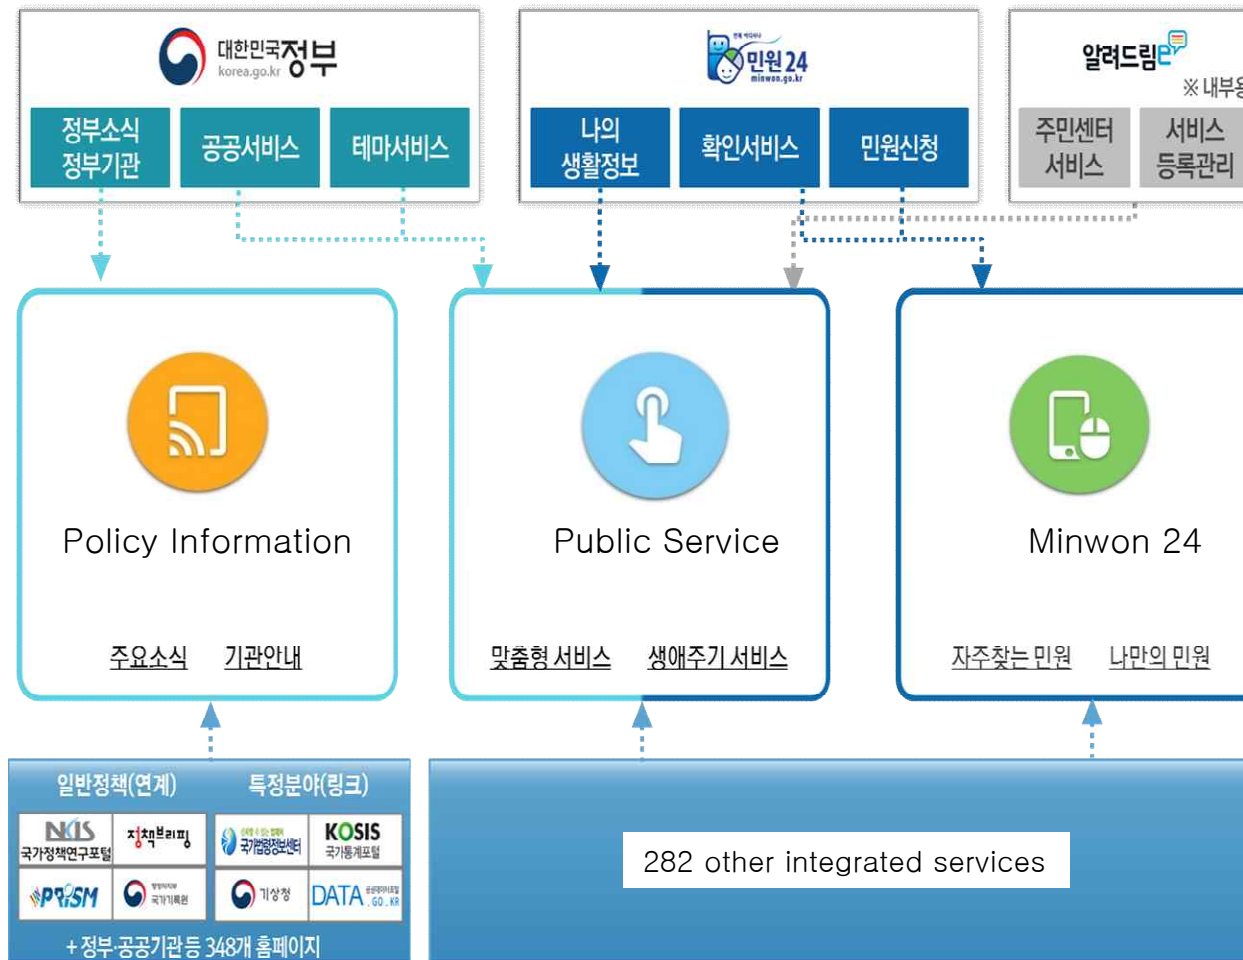 대한민국정부
korea.go.kr
정부소식
정부기관
공공서비스
테마서비스
민원24
minwon.go.kr
나의
생활정보
확인서비스
민원신청
알려드림e
※ 내부용
주민센터
서비스
서비스
등록관리
Policy Information
주요소식 기관안내
Public Service
맞춤형 서비스 생애주기 서비스
Minwon 24
자주찾는 민원 나만의 민원
일반정책(연계)
NKIS
국가정책연구포털
정책브리핑
PRISM
국가기록원
+ 정부·공공기관 등 348개 홈페이지
특정분야(링크)
국가법령정보센터
KOSIS
국가통계포털
기상청
DATA.GO.KR
282 other integrated services